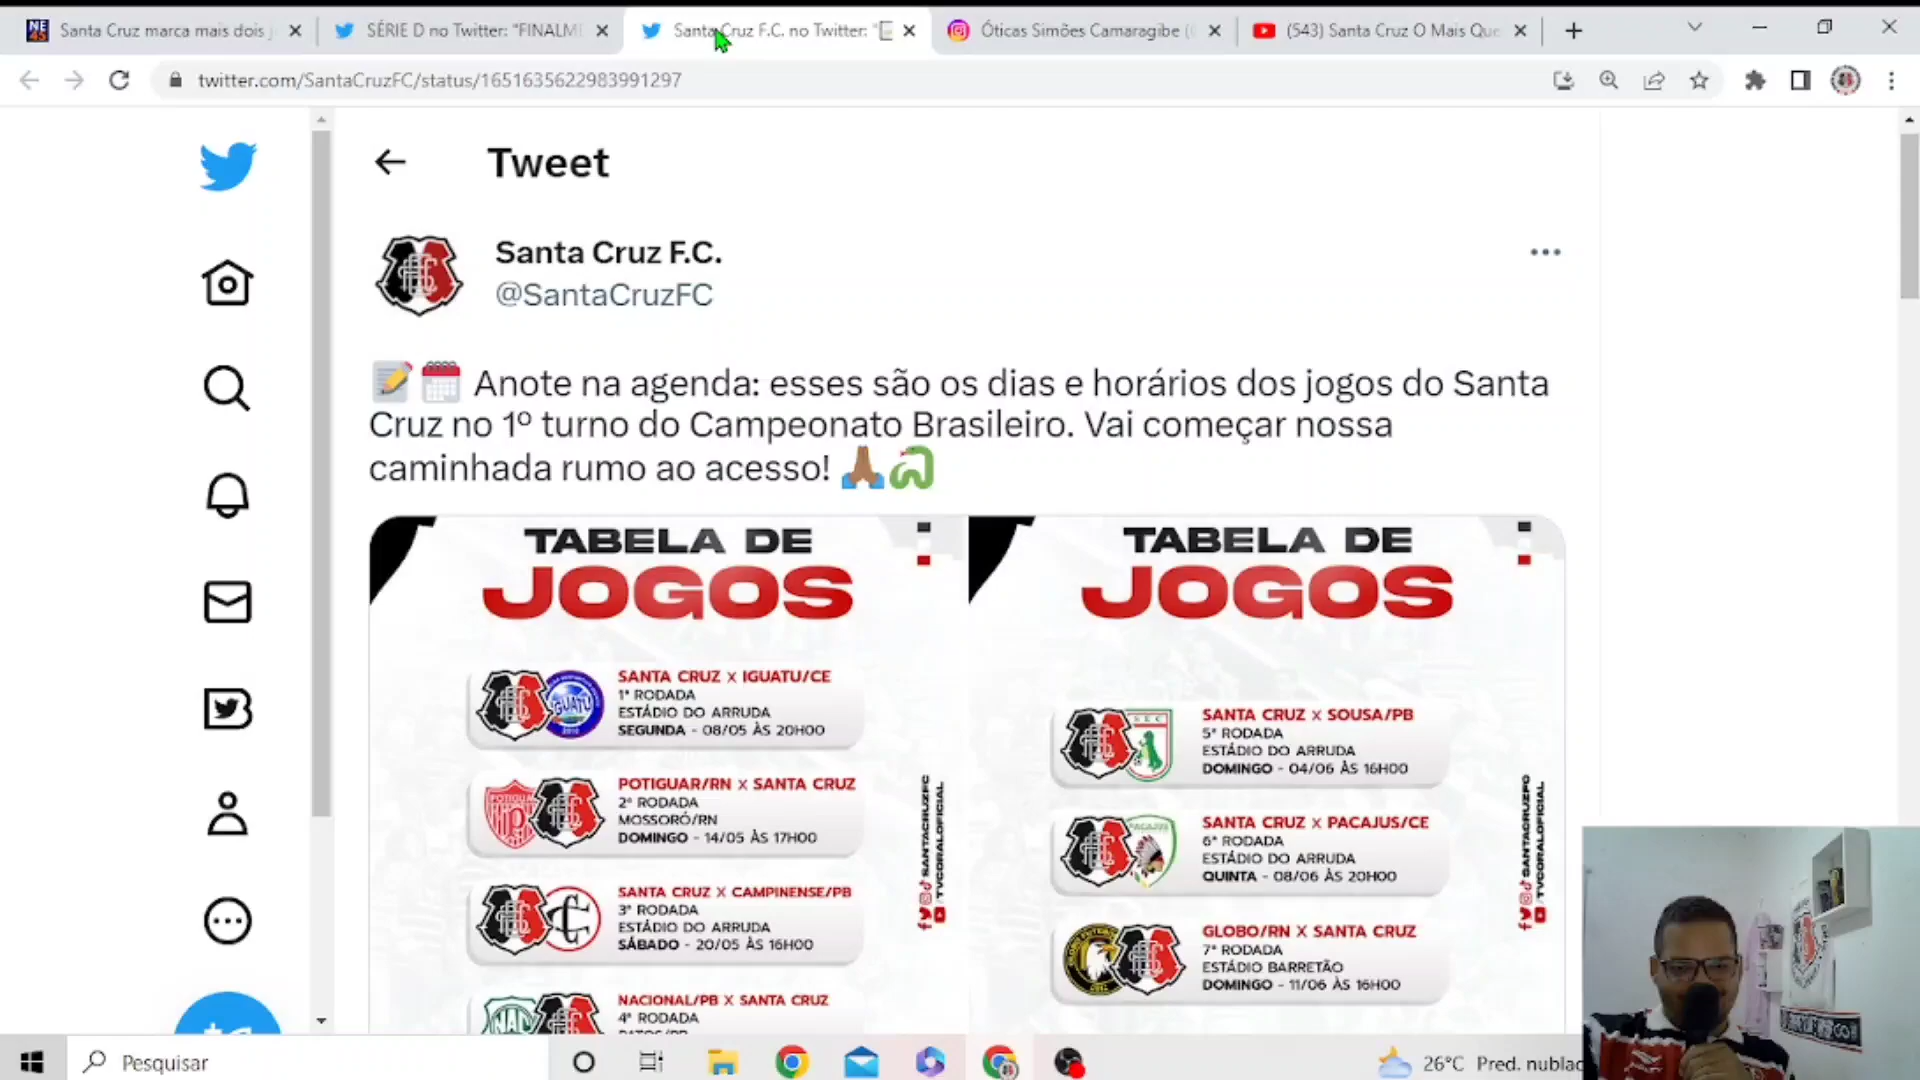 Santa Cruz marca mais dois j
SÉRIE D no Twitter: "FINALM
Santa Cruz F.C. no Twitter: "
Óticas Simões Camaragibe (
(543) Santa Cruz O Mais Que
twitter.com/SantaCruzFC/status/1651635622983991297
Tweet
Santa Cruz F.C.
@SantaCruzFC
Anote na agenda: esses são os dias e horários dos jogos do Santa
Cruz no 1º turno do Campeonato Brasileiro. Vai começar nossa
caminhada rumo ao acesso!
TABELA DE
JOGOS
SANTA CRUZ X IGUATU/CE
1ª RODADA
ESTÁDIO DO ARRUDA
SEGUNDA - 08/05 ÀS 20H00
POTIGUAR/RN X SANTA CRUZ
2ª RODADA
MOSSORÓ/RN
DOMINGO - 14/05 ÀS 17H00
SANTA CRUZ X CAMPINENSE/PB
3ª RODADA
ESTÁDIO DO ARRUDA
SÁBADO - 20/05 ÀS 16H00
NACIONAL/PB X SANTA CRUZ
4ª RODADA
PATOS/PB
SANTACRUZFC
/TVCORALOFICIAL
TABELA DE
JOGOS
SANTA CRUZ X SOUSA/PB
5ª RODADA
ESTÁDIO DO ARRUDA
DOMINGO - 04/06 ÀS 16H00
SANTA CRUZ X PACAJUS/CE
6ª RODADA
ESTÁDIO DO ARRUDA
QUINTA - 08/06 ÀS 20H00
GLOBO/RN X SANTA CRUZ
7ª RODADA
ESTÁDIO BARRETÃO
DOMINGO - 11/06 ÀS 16H00
SANTACRUZFC
/TVCORALOFICIAL
Pesquisar
26°C Pred. nublac